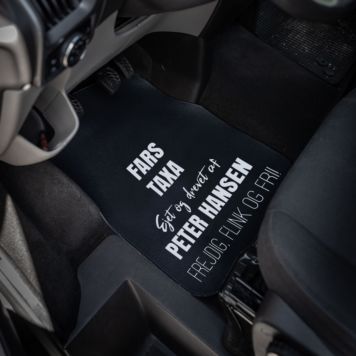 FARS
TAXA
Ejet og drevet af
PETER HANSEN
FREJDIG, FLINK OG FRI!